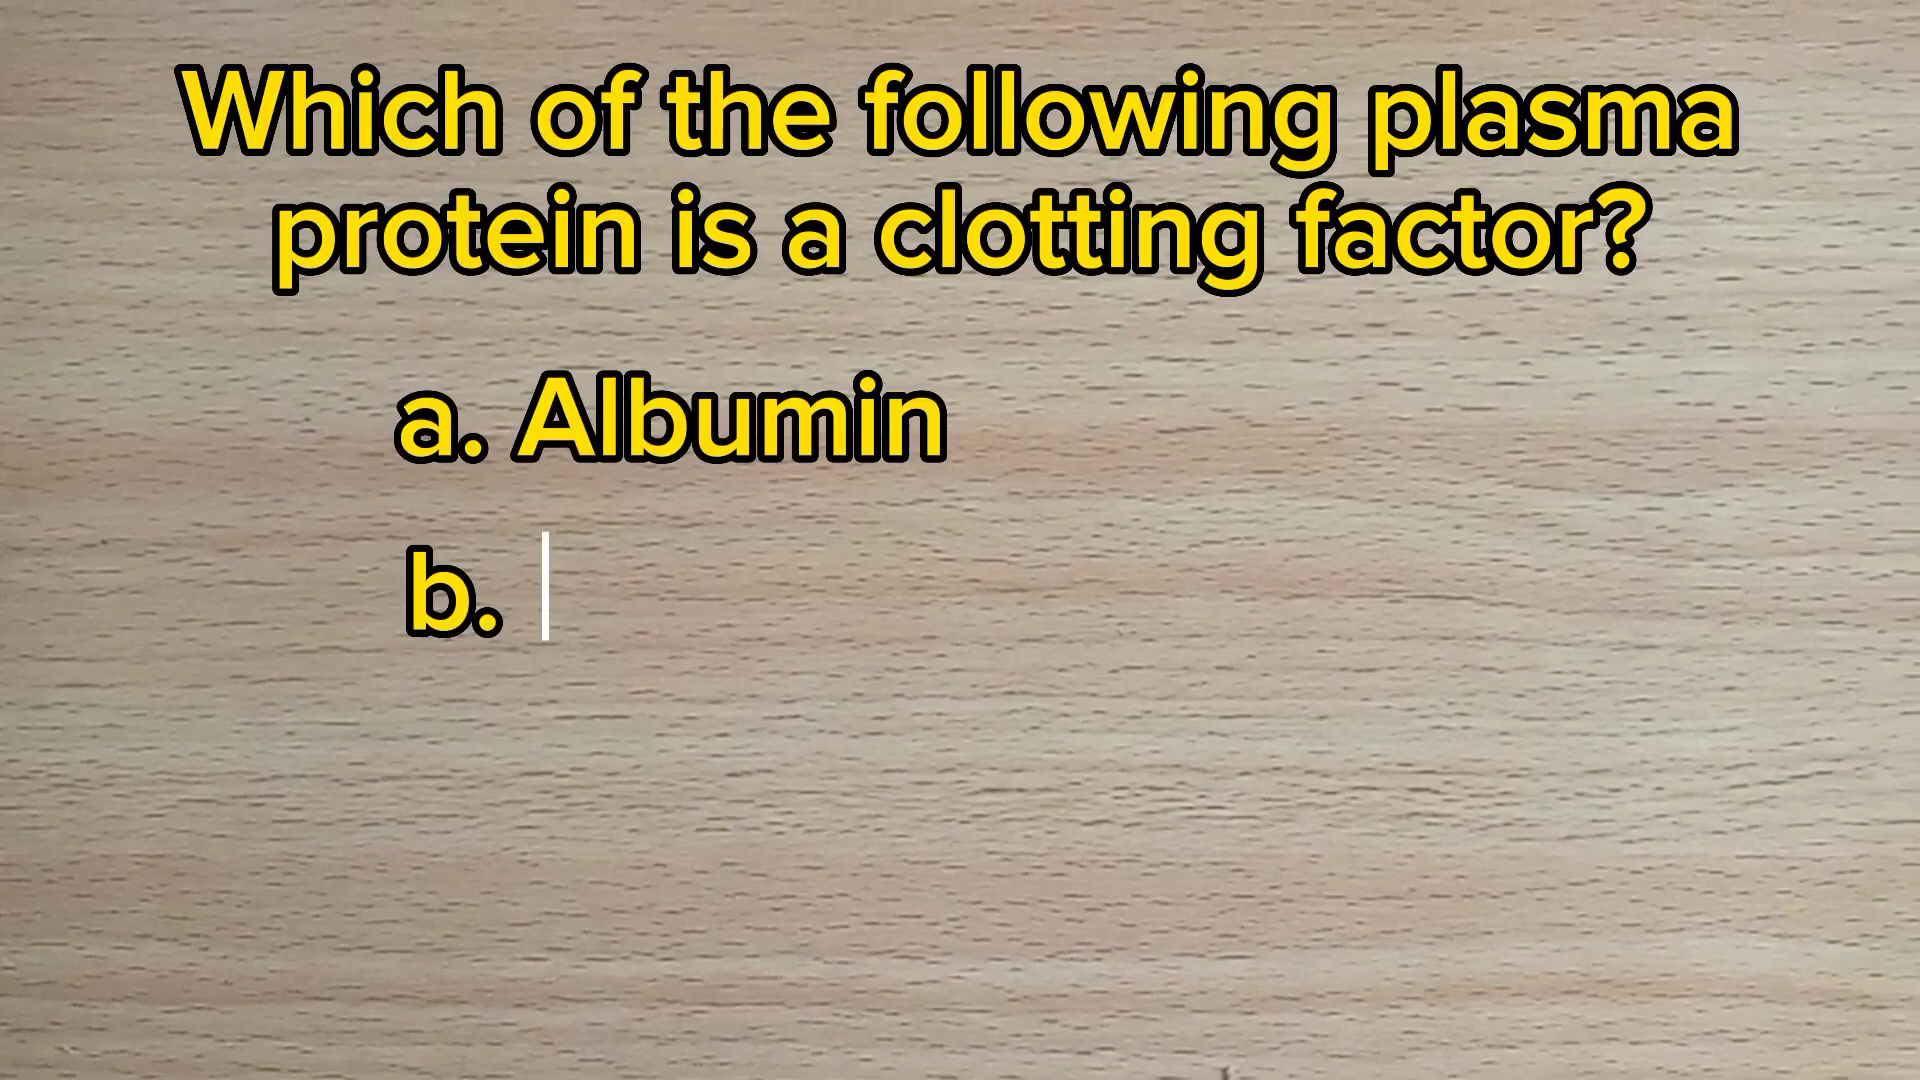 Which of the following plasma
protein is a clotting factor?
a. Albumin
b.